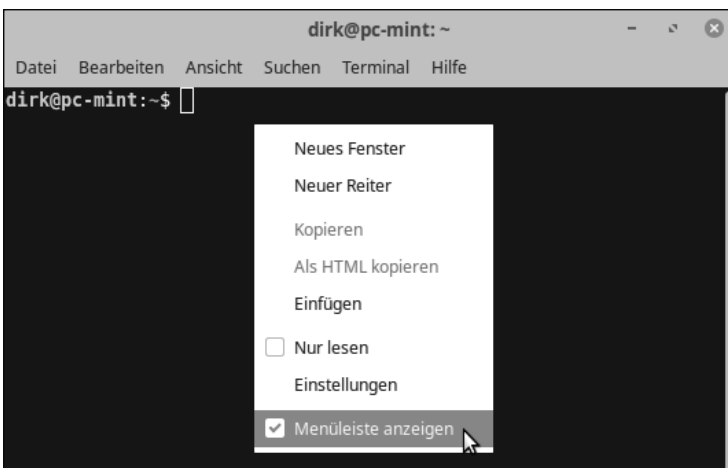 dirk@pc-mint: ~
Datei Bearbeiten Ansicht Suchen Terminal Hilfe
dirk@pc-mint:~$
Neues Fenster
Neuer Reiter
Kopieren
Als HTML kopieren
Einfügen
Nur lesen
Einstellungen
Menüleiste anzeigen